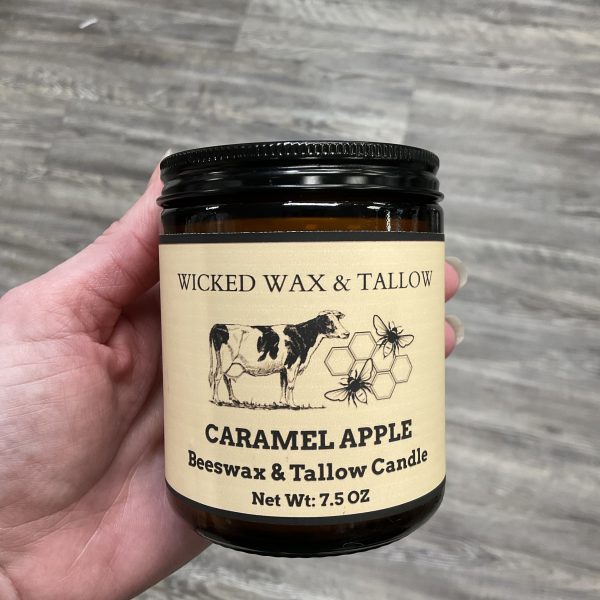 WICKED WAX & TALLOW
CARAMEL APPLE
Beeswax & Tallow Candle
Net Wt: 7.5 OZ